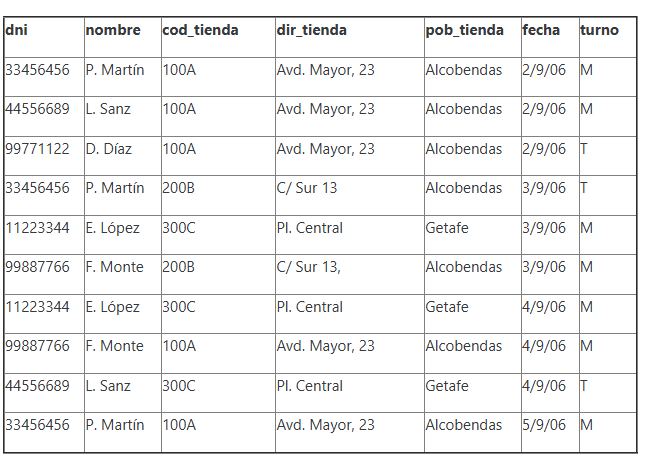 dni nombre cod_tienda dir_tienda pob_tienda fecha turno
33456456 P. Martín 100A Avd. Mayor, 23 Alcobendas 2/9/06 M
44556689 L. Sanz 100A Avd. Mayor, 23 Alcobendas 2/9/06 M
99771122 D. Díaz 100A Avd. Mayor, 23 Alcobendas 2/9/06 T
33456456 P. Martín 200B C/ Sur 13 Alcobendas 3/9/06 T
11223344 E. López 300C Pl. Central Getafe 3/9/06 M
99887766 F. Monte 200B C/ Sur 13, Alcobendas 3/9/06 M
11223344 E. López 300C Pl. Central Getafe 4/9/06 M
99887766 F. Monte 100A Avd. Mayor, 23 Alcobendas 4/9/06 M
44556689 L. Sanz 300C Pl. Central Getafe 4/9/06 T
33456456 P. Martín 100A Avd. Mayor, 23 Alcobendas 5/9/06 M